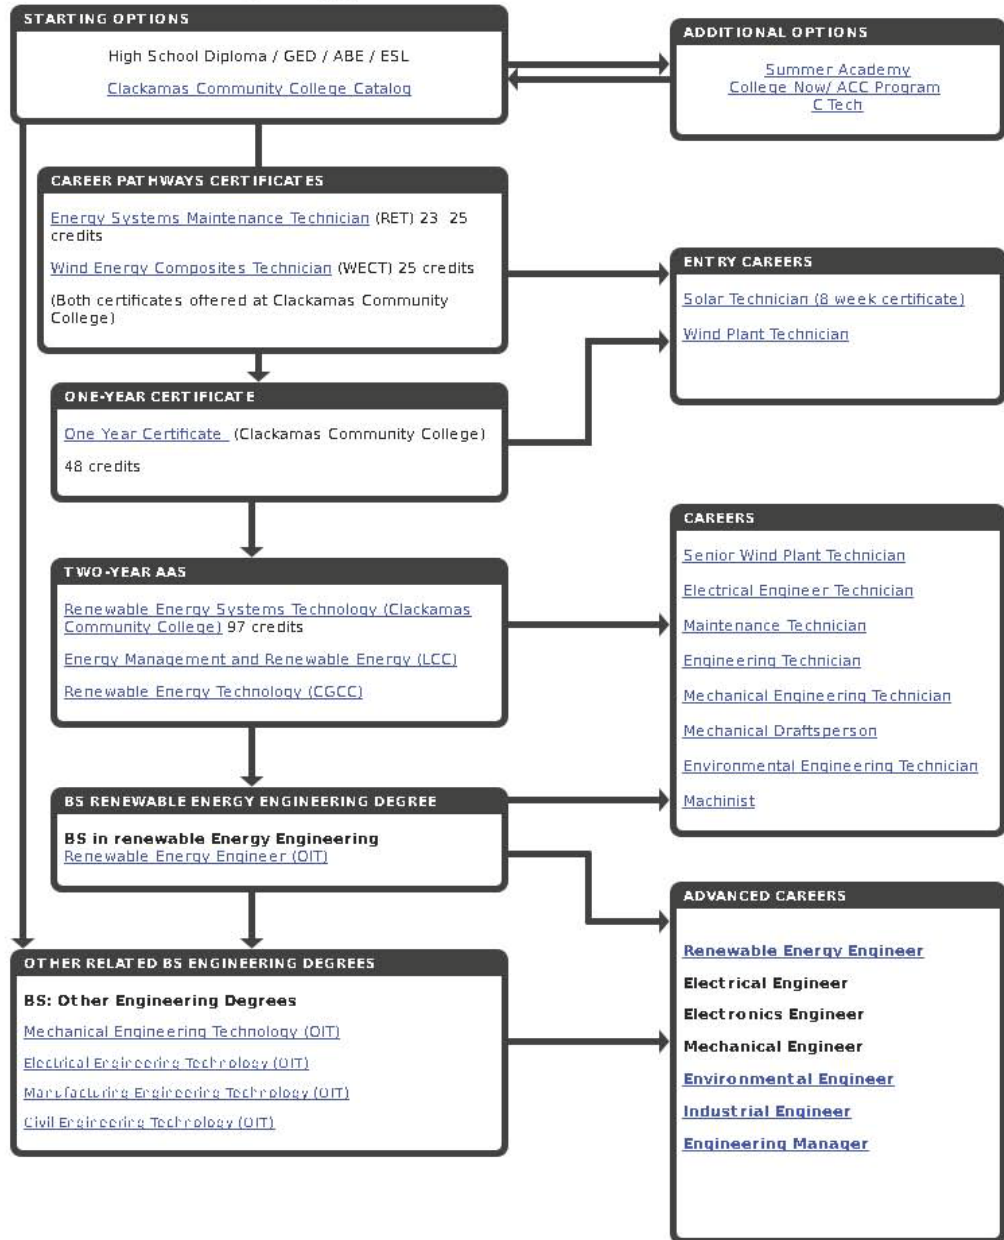 STARTING OPTIONS
High School Diploma / GED / ABE / ESL
Clackamas Community College Catalog
ADDITIONAL OPTIONS
Summer Academy
College Now/ ACC Program
C Tech
CAREER PATHWAYS CERTIFICATES
Energy Systems Maintenance Technician (RET) 23 25
credits
Wind Energy Composites Technician (WECT) 25 credits
(Both certificates offered at Clackamas Community
College)
ENTRY CAREERS
Solar Technician (8 week certificate)
Wind Plant Technician
ONE-YEAR CERTIFICATE
One Year Certificate (Clackamas Community College)
48 credits
TWO-YEAR AAS
Renewable Energy Systems Technology (Clackamas
Community College) 97 credits
Energy Management and Renewable Energy (LCC)
Renewable Energy Technology (CGCC)
CAREERS
Senior Wind Plant Technician
Electrical Engineer Technician
Maintenance Technician
Engineering Technician
Mechanical Engineering Technician
Mechanical Draftsperson
Environmental Engineering Technician
Machinist
BS RENEWABLE ENERGY ENGINEERING DEGREE
BS in renewable Energy Engineering
Renewable Energy Engineer (OIT)
OTHER RELATED BS ENGINEERING DEGREES
BS: Other Engineering Degrees
Mechanical Engineering Technology (OIT)
Electrical Engineering Technology (OIT)
Manufacturing Engineering Technology (OIT)
Civil Engineering Technology (OIT)
ADVANCED CAREERS
Renewable Energy Engineer
Electrical Engineer
Electronics Engineer
Mechanical Engineer
Environmental Engineer
Industrial Engineer
Engineering Manager